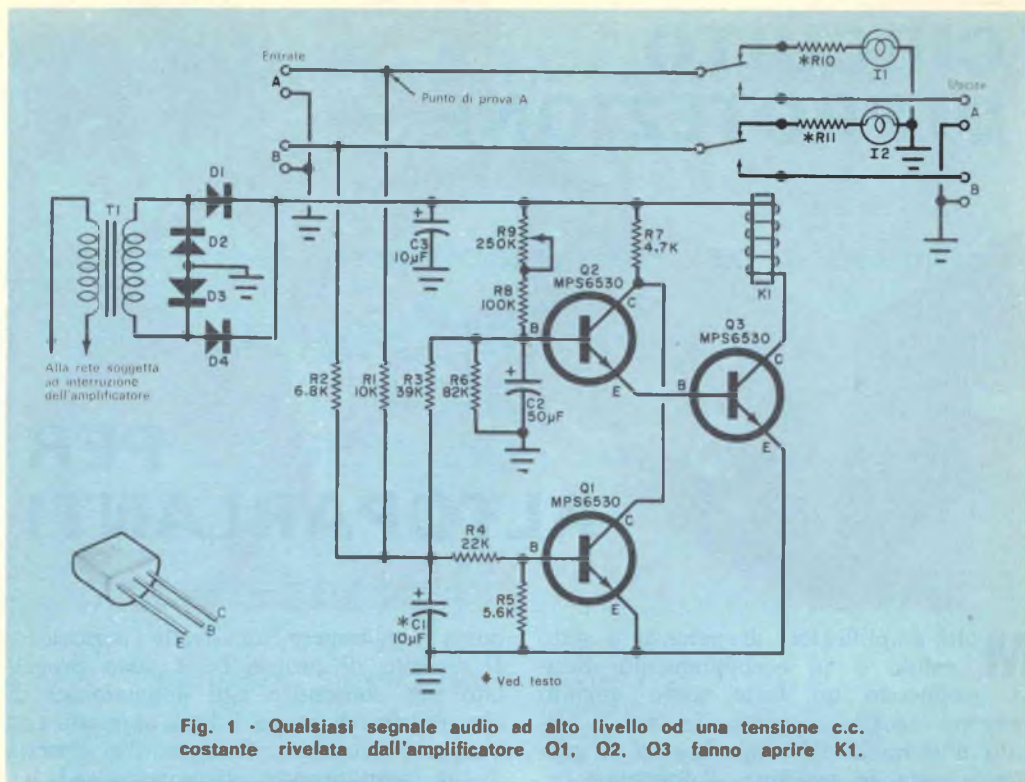 Entrate
A
Punto di prova A
B
*R10
I1
*R11
I2
Uscite
A
B
T1
D1
D2
D3
D4
Alla rete soggetta
ad interruzione
dell'amplificatore
C3
10µF
R9
250K
R8
100K
R7
4.7K
Q2
MPS6530
B
C
E
K1
Q3
MPS6530
B
C
E
R2
6.8K
R1
10K
R3
39K
R6
82K
C2
50µF
Q1
MPS6530
B
C
E
R4
22K
R5
5.6K
*C1
10µF
* Ved. testo
C
B
E
Fig. 1 - Qualsiasi segnale audio ad alto livello od una tensione c.c.
costante rivelata dall'amplificatore Q1, Q2, Q3 fanno aprire K1.